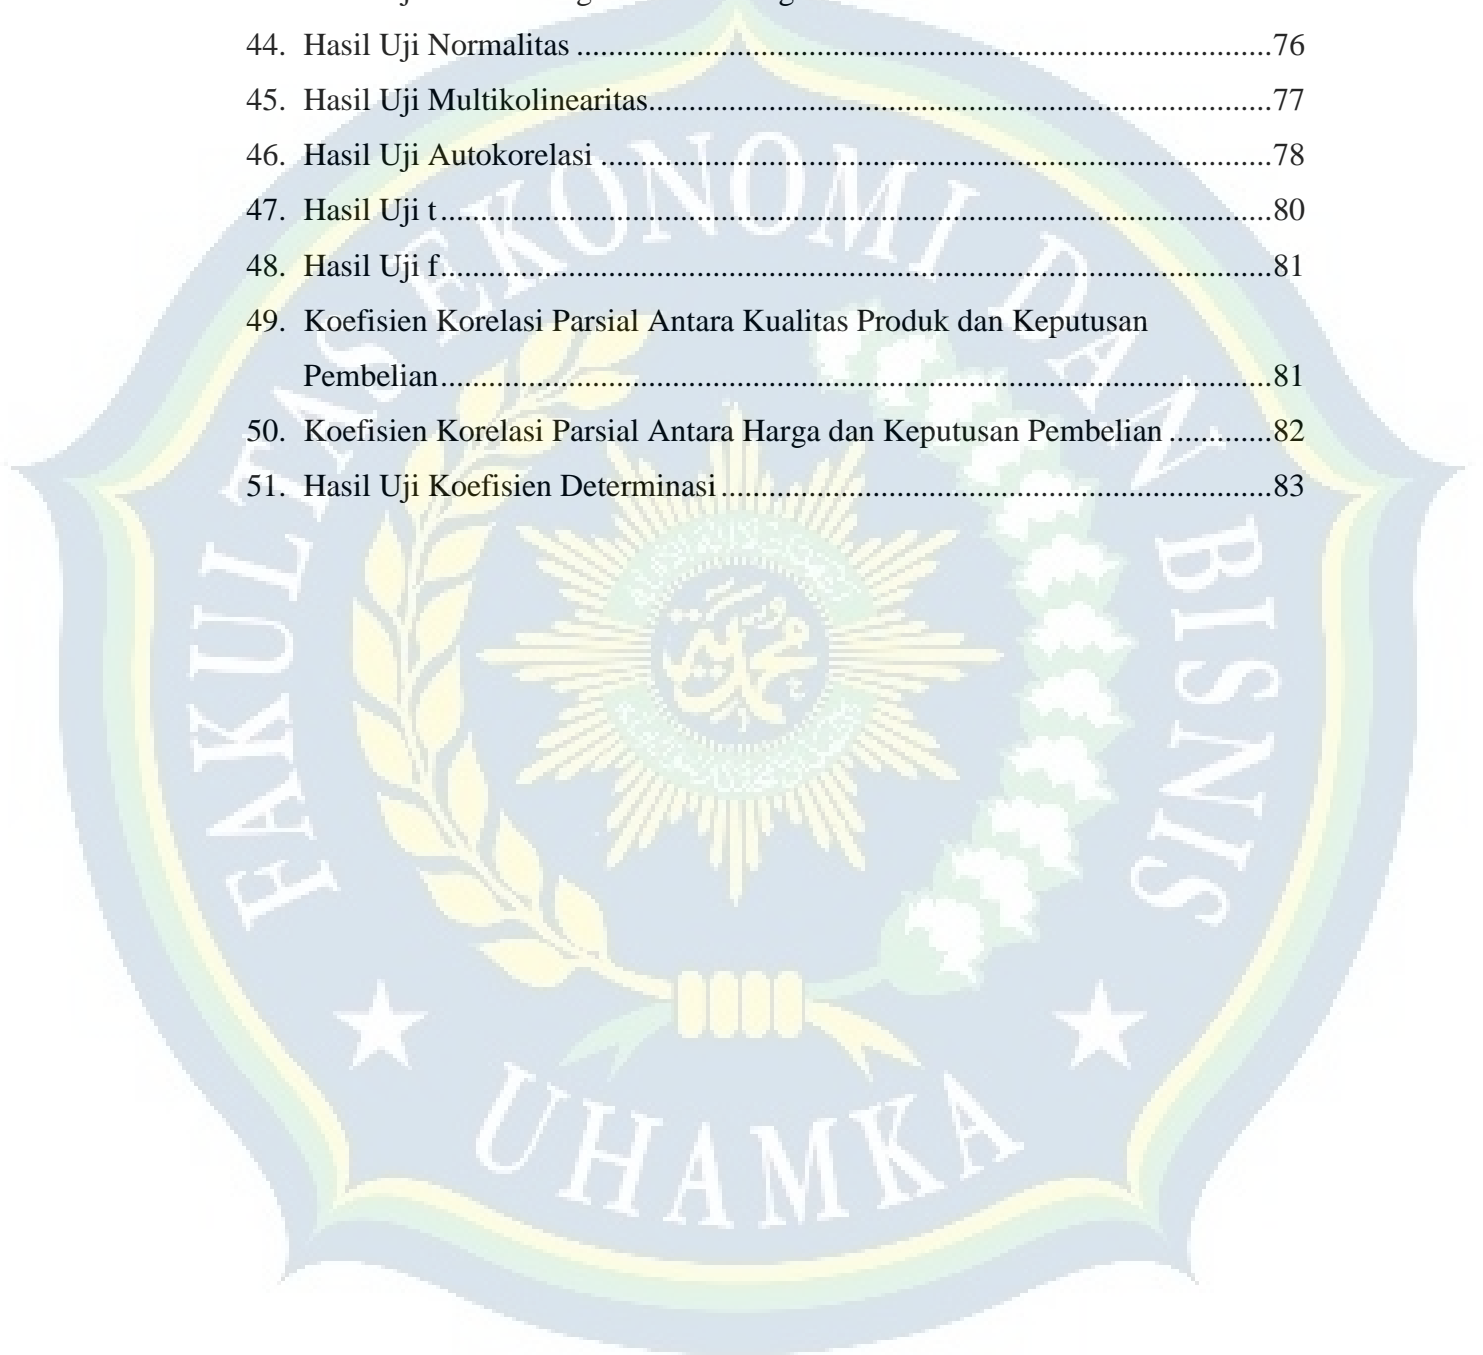 44. Hasil Uji Normalitas ........................................................................................76
45. Hasil Uji Multikolinearitas..............................................................................77
46. Hasil Uji Autokorelasi .....................................................................................78
47. Hasil Uji t.........................................................................................................80
48. Hasil Uji f.........................................................................................................81
49. Koefisien Korelasi Parsial Antara Kualitas Produk dan Keputusan
Pembelian.........................................................................................................81
50. Koefisien Korelasi Parsial Antara Harga dan Keputusan Pembelian .............82
51. Hasil Uji Koefisien Determinasi ......................................................................83
FAKULTAS EKONOMI DAN BISNIS
UHAMKA